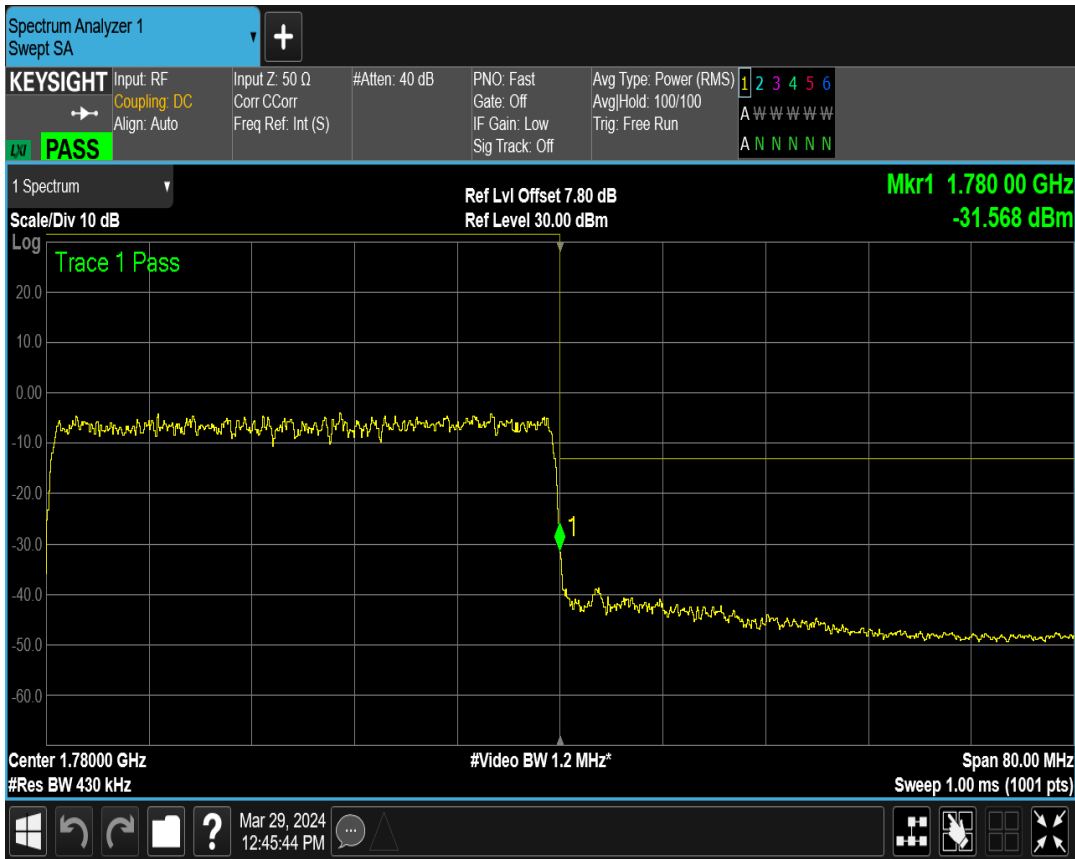 Spectrum Analyzer 1
Swept SA
+
KEYSIGHT
LXI PASS
Input: RF
Coupling: DC
Align: Auto
Input Z: 50 Ω
Corr CCorr
Freq Ref: Int (S)
#Atten: 40 dB
PNO: Fast
Gate: Off
IF Gain: Low
Sig Track: Off
Avg Type: Power (RMS)
Avg|Hold: 100/100
Trig: Free Run
1 2 3 4 5 6
A W W W W W
A N N N N N
1 Spectrum
Scale/Div 10 dB
Ref Lvl Offset 7.80 dB
Ref Level 30.00 dBm
Mkr1 1.780 00 GHz
-31.568 dBm
Log
Trace 1 Pass
20.0
10.0
0.00
-10.0
-20.0
-30.0
-40.0
-50.0
-60.0
1
Center 1.78000 GHz
#Res BW 430 kHz
#Video BW 1.2 MHz*
Span 80.00 MHz
Sweep 1.00 ms (1001 pts)
?
Mar 29, 2024
12:45:44 PM